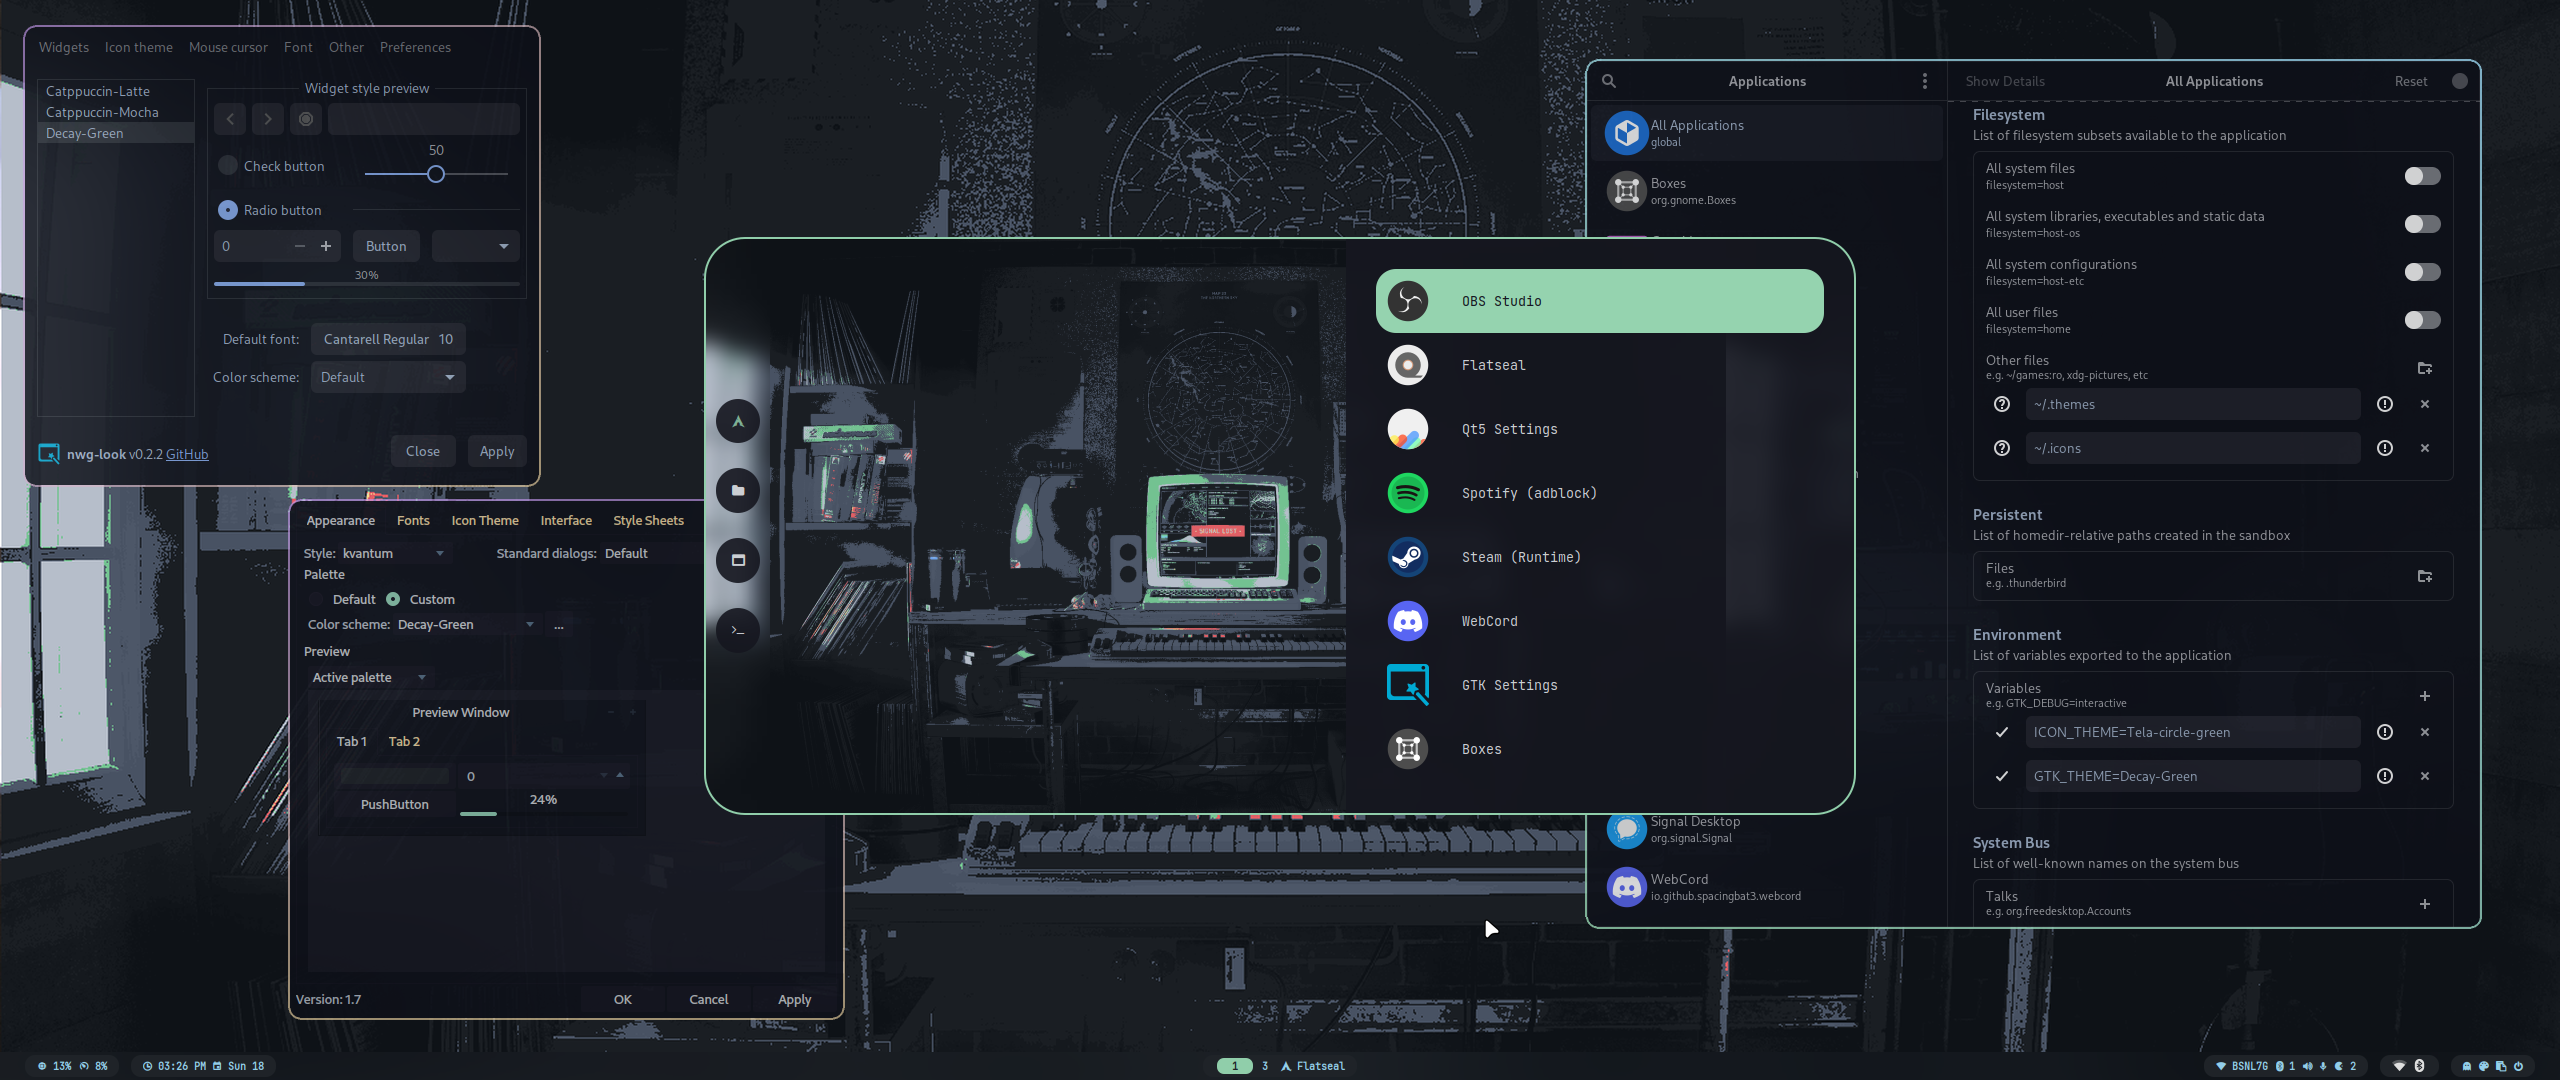 Widgets Icon theme Mouse cursor Font Other Preferences
Catppuccin-Latte
Catppuccin-Mocha
Decay-Green
Widget style preview
Check button
50
Radio button
0
Button
30%
Default font: Cantarell Regular 10
Color scheme: Default
nwg-look v0.2.2 GitHub
Close Apply
Appearance Fonts Icon Theme Interface Style Sheets
Style: kvantum Standard dialogs: Default
Palette
Default Custom
Color scheme: Decay-Green ...
Preview
Active palette
Preview Window
Tab 1 Tab 2
0
PushButton 24%
Version: 1.7
OK Cancel Apply
SIGNAL LOST
OBS Studio
Flatseal
Qt5 Settings
Spotify (adblock)
Steam (Runtime)
WebCord
GTK Settings
Boxes
Applications
All Applications
global
Boxes
org.gnome.Boxes
Signal Desktop
org.signal.Signal
WebCord
io.github.spacingbat3.webcord
Show Details All Applications Reset
Filesystem
List of filesystem subsets available to the application
All system files
filesystem=host
All system libraries, executables and static data
filesystem=host-os
All system configurations
filesystem=host-etc
All user files
filesystem=home
Other files
e.g. ~/games:ro, xdg-pictures, etc
~/.themes
~/.icons
Persistent
List of homedir-relative paths created in the sandbox
Files
e.g. .thunderbird
Environment
List of variables exported to the application
Variables
e.g. GTK_DEBUG=interactive
ICON_THEME=Tela-circle-green
GTK_THEME=Decay-Green
System Bus
List of well-known names on the system bus
Talks
e.g. org.freedesktop.Accounts
13% 8% 03:26 PM Sun 18
1 3 Flatseal
BSNL7G 1 2